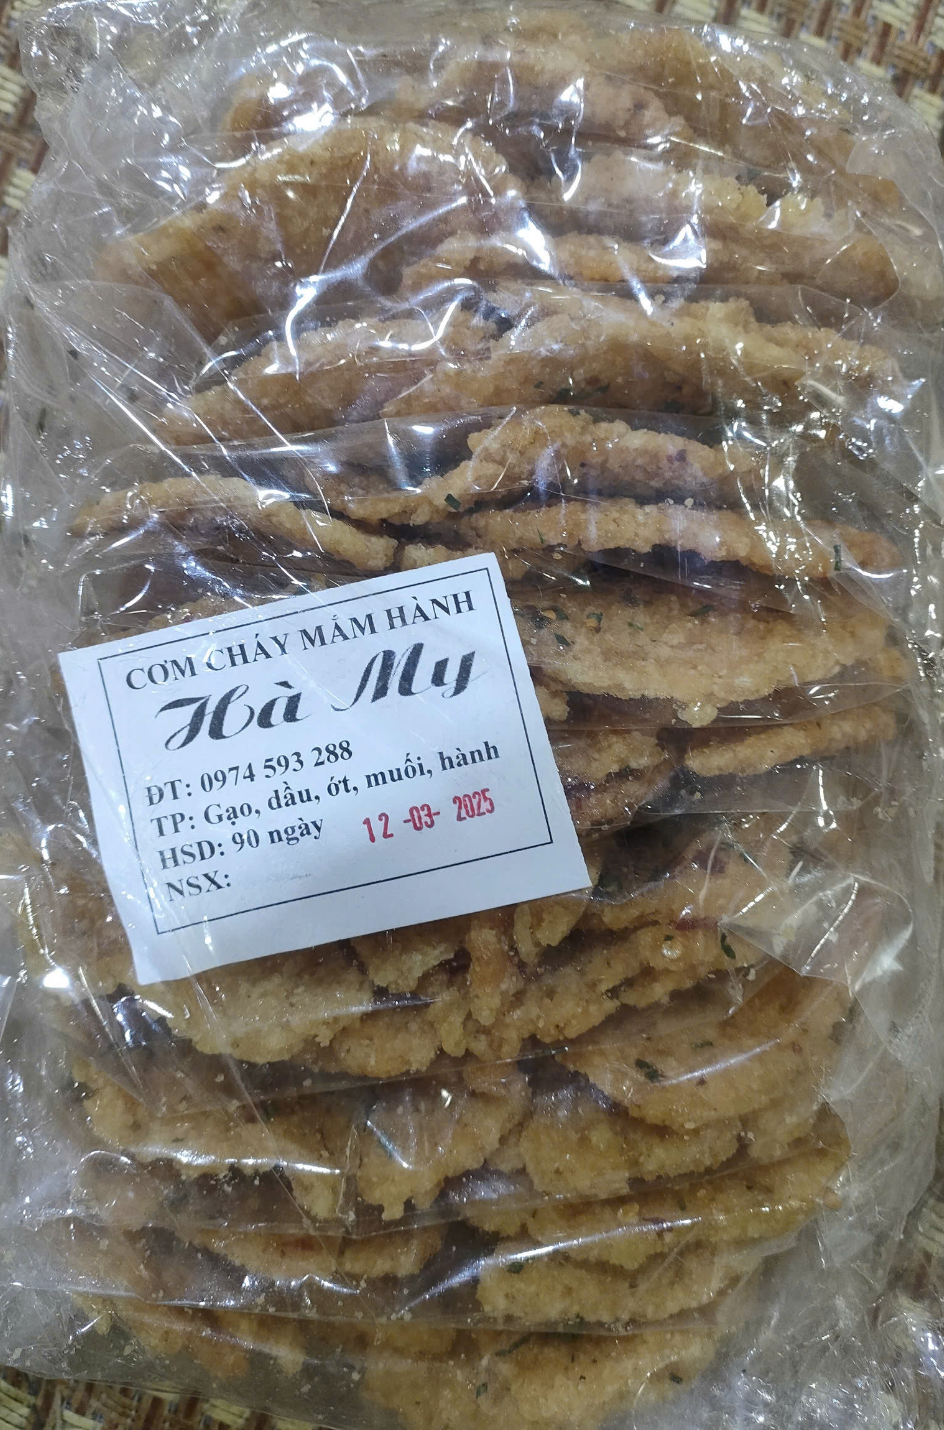 CƠM CHÁY MẮM HÀNH
Hà My
ĐT: 0974 593 288
TP: Gạo, dầu, ớt, muối, hành
HSD: 90 ngày
12 -03- 2025
NSX: